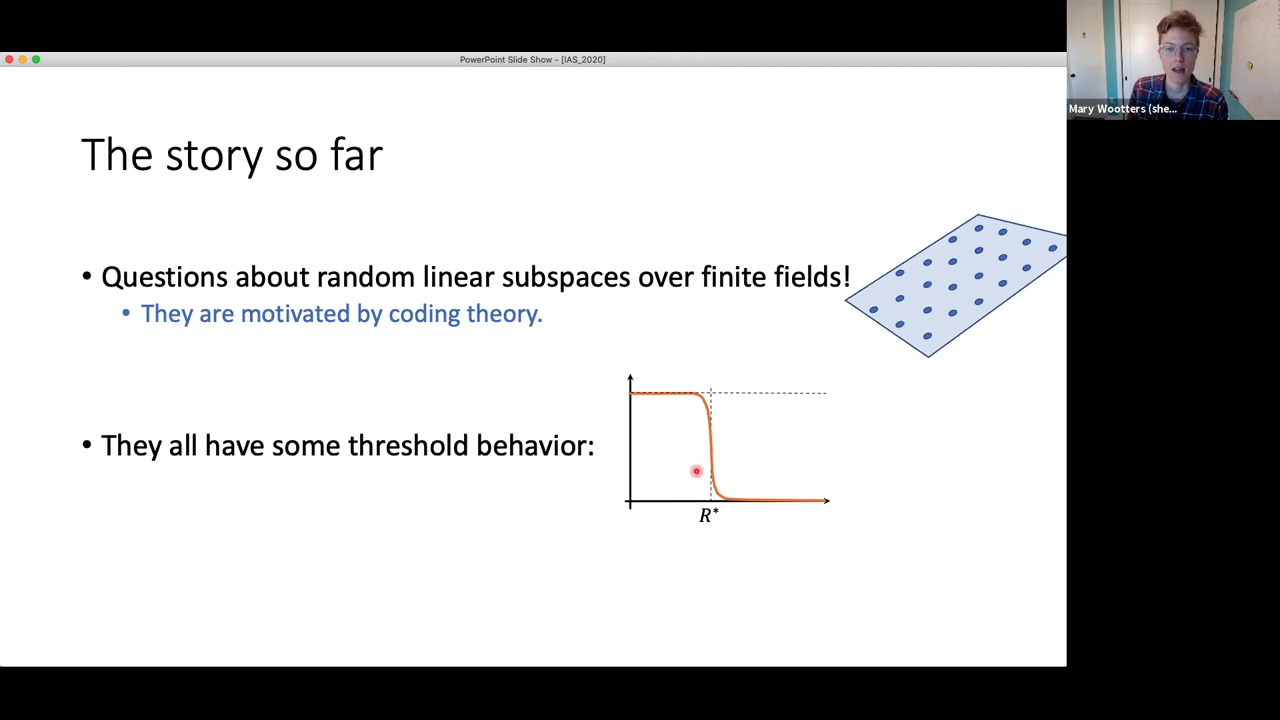 PowerPoint Slide Show - [IAS_2020]
Mary Wootters (she...
The story so far
• Questions about random linear subspaces over finite fields!
• They are motivated by coding theory.
• They all have some threshold behavior:
R*